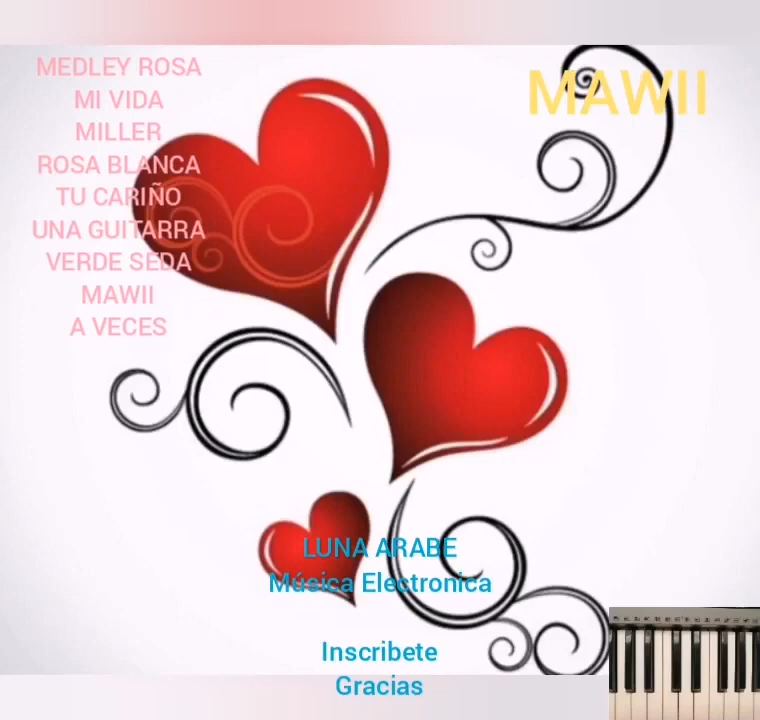 MEDLEY ROSA
MI VIDA
MILLER
ROSA BLANCA
TU CARIÑO
UNA GUITARRA
VERDE SEDA
MAWII
A VECES
MAWII
LUNA ARABE
Música Electronica
Inscribete
Gracias